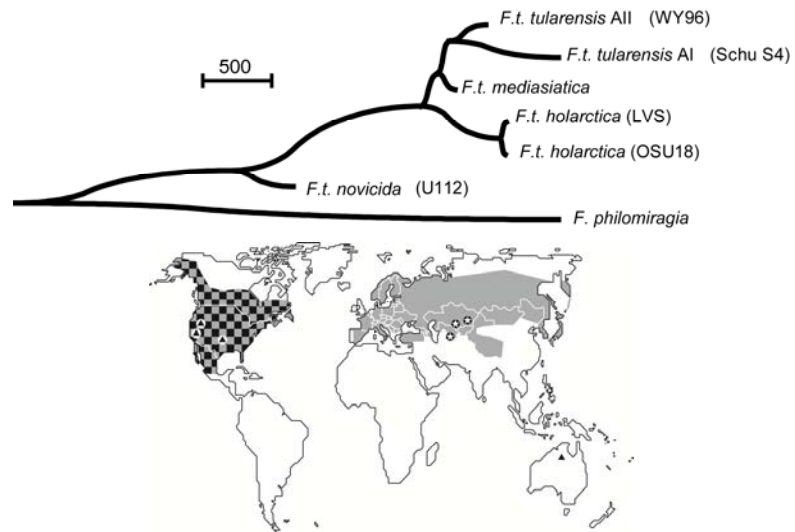 F.t. tularensis AII (WY96)
500
F.t. tularensis AI (Schu S4)
F.t. mediasiatica
F.t. holarctica (LVS)
F.t. holarctica (OSU18)
F.t. novicida (U112)
F. philomiragia